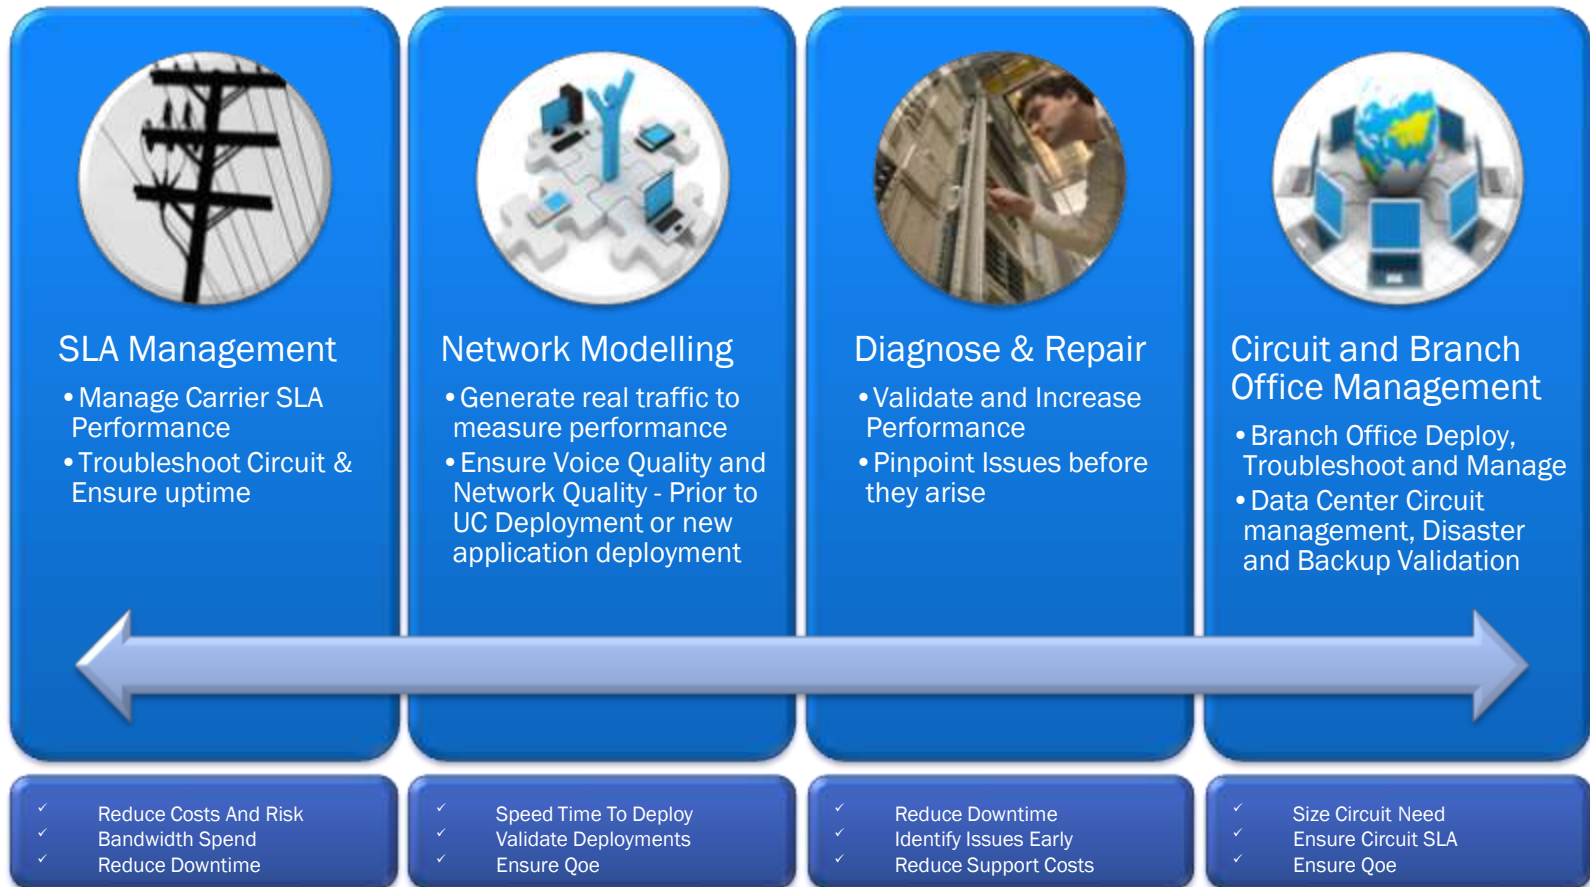 SLA Management
•Manage Carrier SLA
Performance
•Troubleshoot Circuit &
Ensure uptime
Network Modelling
•Generate real traffic to
measure performance
•Ensure Voice Quality and
Network Quality - Prior to
UC Deployment or new
application deployment
Diagnose & Repair
•Validate and Increase
Performance
•Pinpoint Issues before
they arise
Circuit and Branch
Office Management
•Branch Office Deploy,
Troubleshoot and Manage
•Data Center Circuit
management, Disaster
and Backup Validation
✓ Reduce Costs And Risk
✓ Bandwidth Spend
✓ Reduce Downtime
✓ Speed Time To Deploy
✓ Validate Deployments
✓ Ensure Qoe
✓ Reduce Downtime
✓ Identify Issues Early
✓ Reduce Support Costs
✓ Size Circuit Need
✓ Ensure Circuit SLA
✓ Ensure Qoe